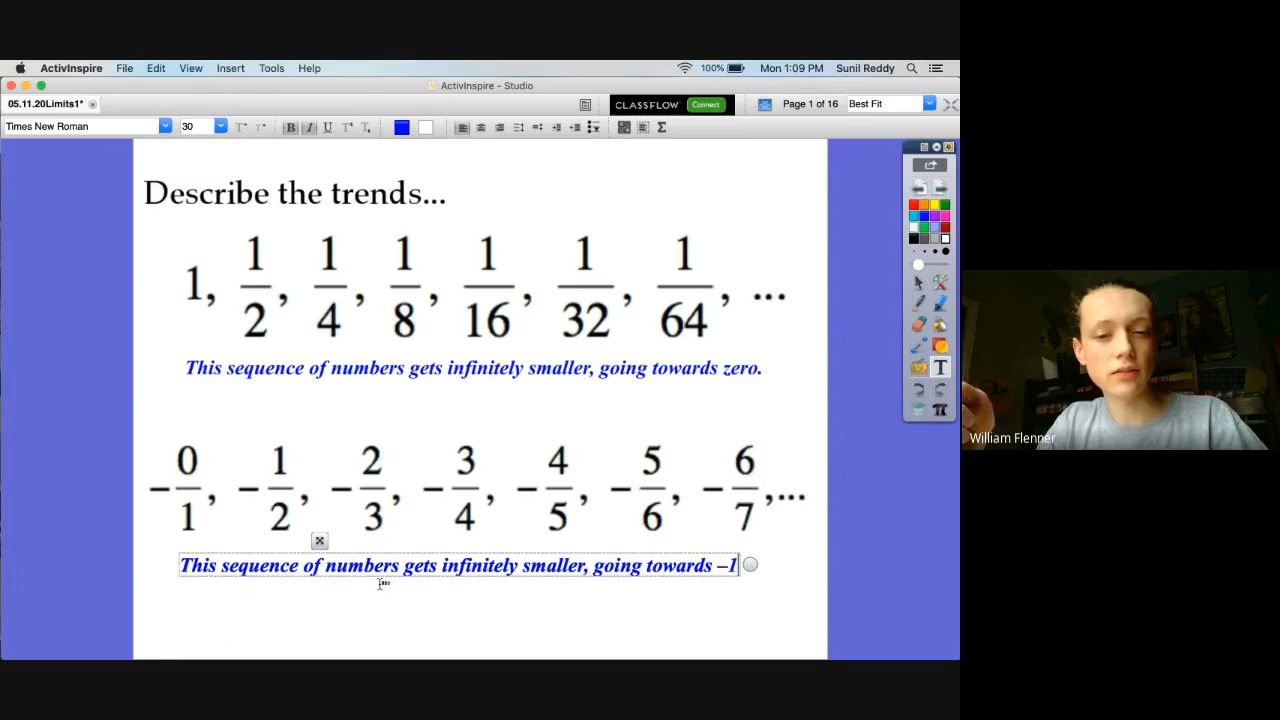 ActivInspire File Edit View Insert Tools Help 100% Mon 1:09 PM Sunil Reddy
ActivInspire - Studio
05.11.20Limits1* CLASSFLOW Connect Page 1 of 16 Best Fit
Times New Roman 30 B I U
Describe the trends...
1, 1/2, 1/4, 1/8, 1/16, 1/32, 1/64, ...
This sequence of numbers gets infinitely smaller, going towards zero.
−0/1, −1/2, −2/3, −3/4, −4/5, −5/6, −6/7,...
This sequence of numbers gets infinitely smaller, going towards –1
William Flenner